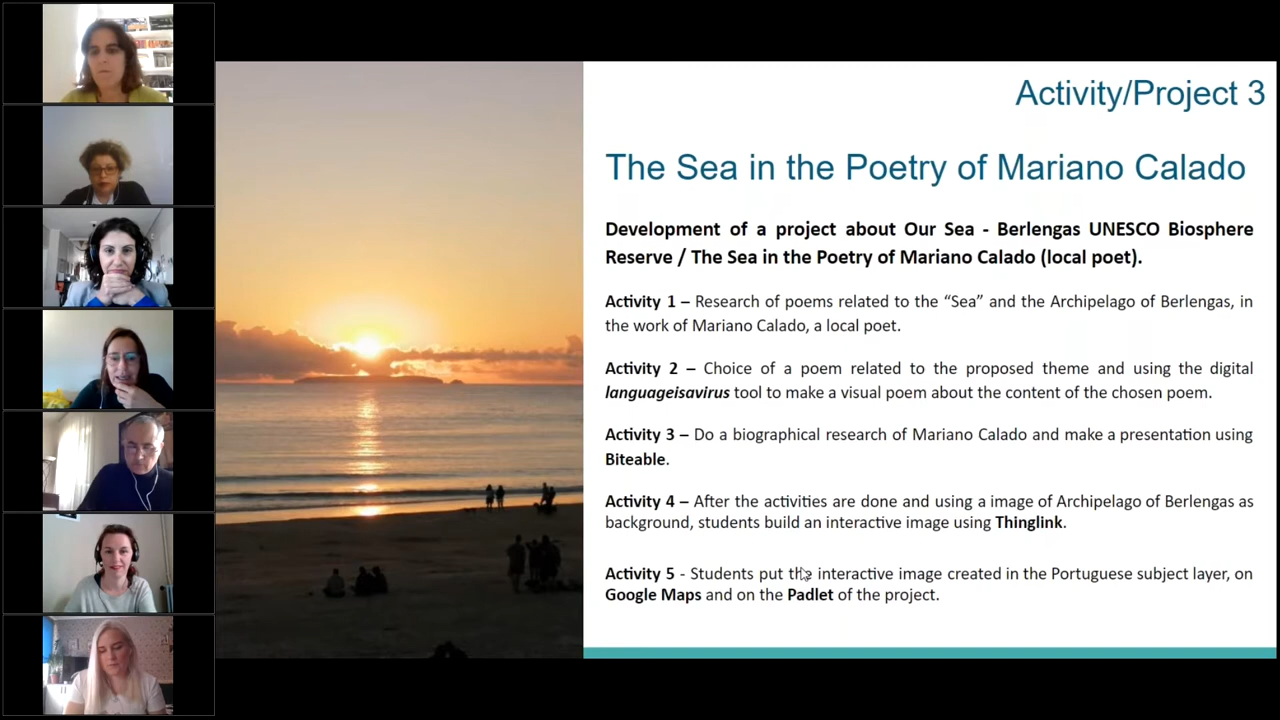 Activity/Project 3
The Sea in the Poetry of Mariano Calado
Development of a project about Our Sea - Berlengas UNESCO Biosphere
Reserve / The Sea in the Poetry of Mariano Calado (local poet).
Activity 1 – Research of poems related to the “Sea” and the Archipelago of Berlengas, in
the work of Mariano Calado, a local poet.
Activity 2 – Choice of a poem related to the proposed theme and using the digital
languageisavirus tool to make a visual poem about the content of the chosen poem.
Activity 3 – Do a biographical research of Mariano Calado and make a presentation using
Biteable.
Activity 4 – After the activities are done and using a image of Archipelago of Berlengas as
background, students build an interactive image using Thinglink.
Activity 5 - Students put the interactive image created in the Portuguese subject layer, on
Google Maps and on the Padlet of the project.